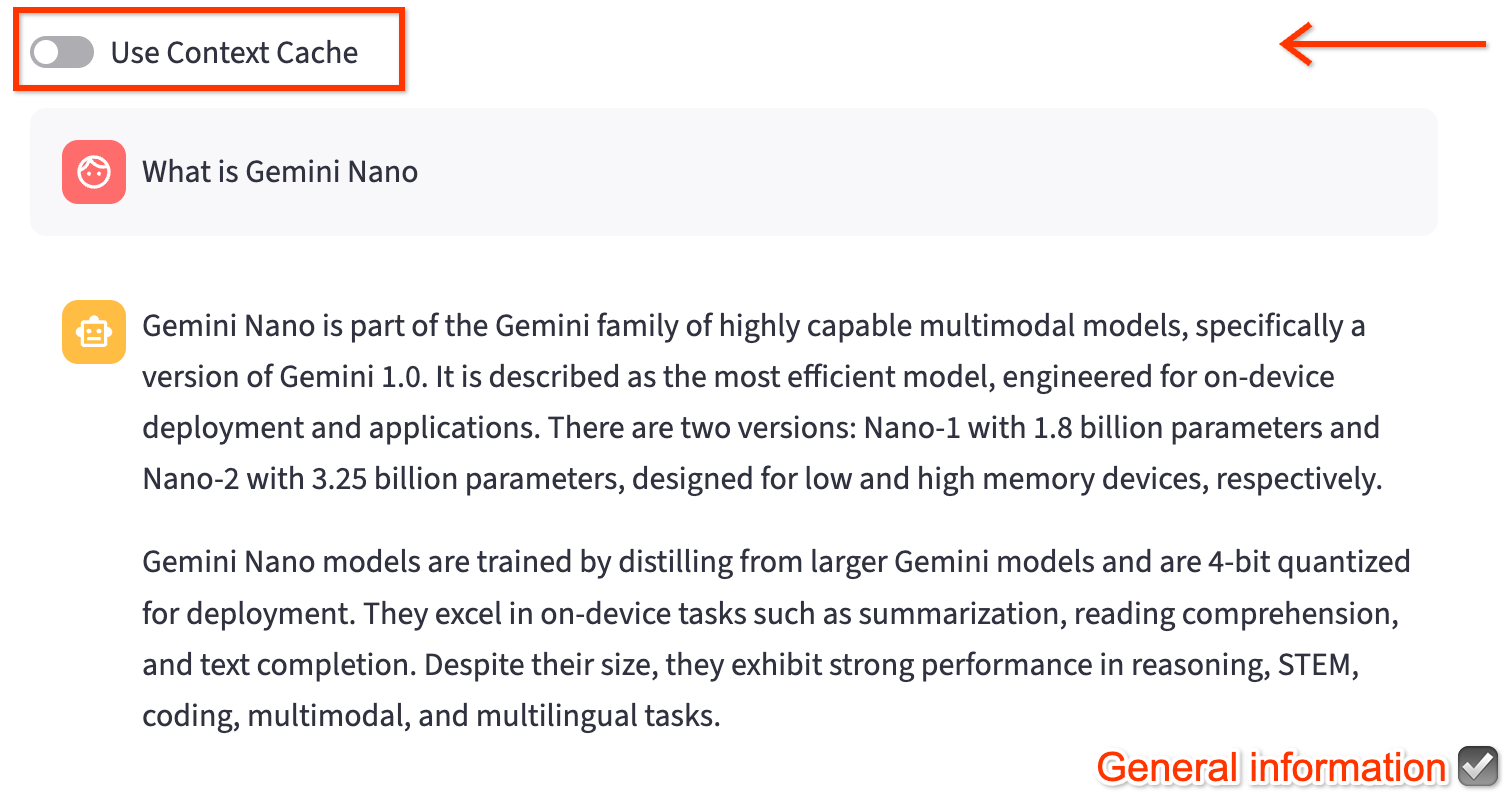 Use Context Cache
What is Gemini Nano
Gemini Nano is part of the Gemini family of highly capable multimodal models, specifically a
version of Gemini 1.0. It is described as the most efficient model, engineered for on-device
deployment and applications. There are two versions: Nano-1 with 1.8 billion parameters and
Nano-2 with 3.25 billion parameters, designed for low and high memory devices, respectively.
Gemini Nano models are trained by distilling from larger Gemini models and are 4-bit quantized
for deployment. They excel in on-device tasks such as summarization, reading comprehension,
and text completion. Despite their size, they exhibit strong performance in reasoning, STEM,
coding, multimodal, and multilingual tasks.
General information